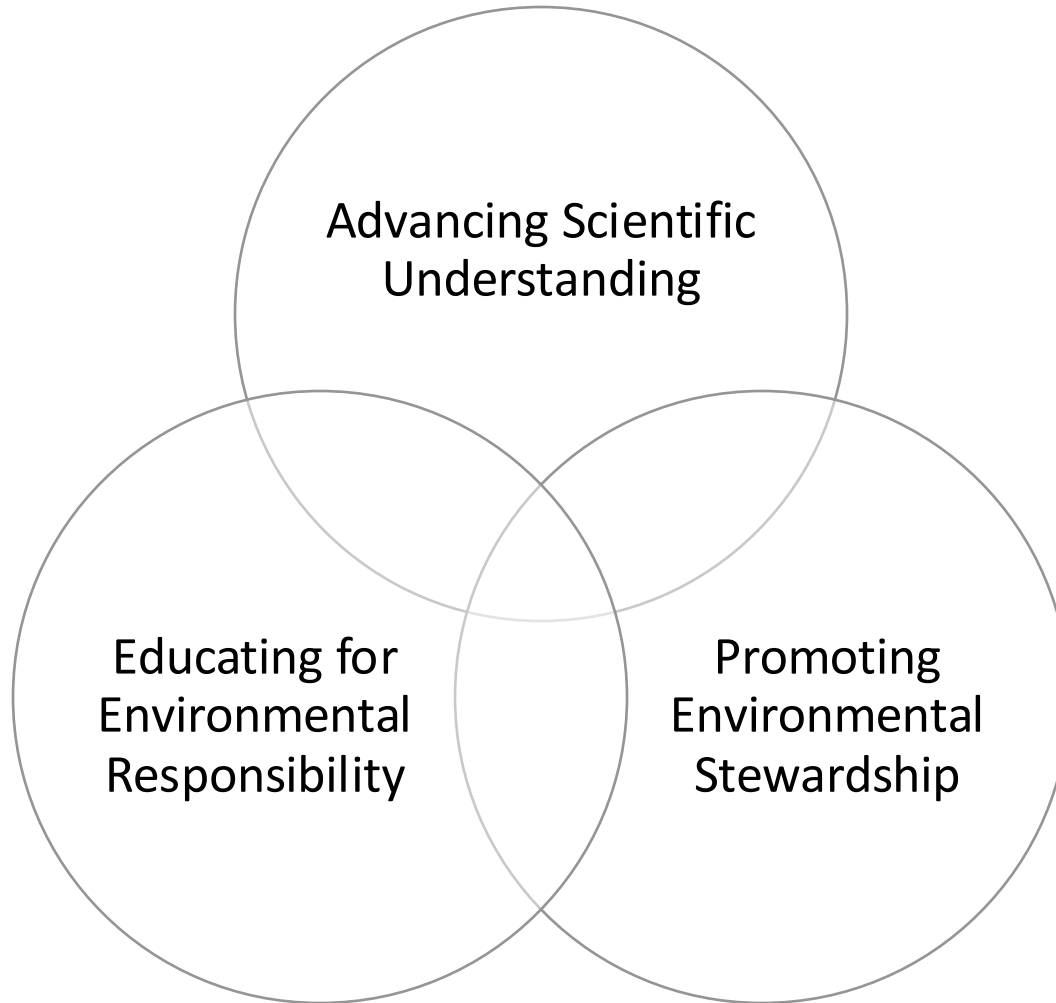 Advancing Scientific
Understanding
Educating for
Environmental
Responsibility
Promoting
Environmental
Stewardship